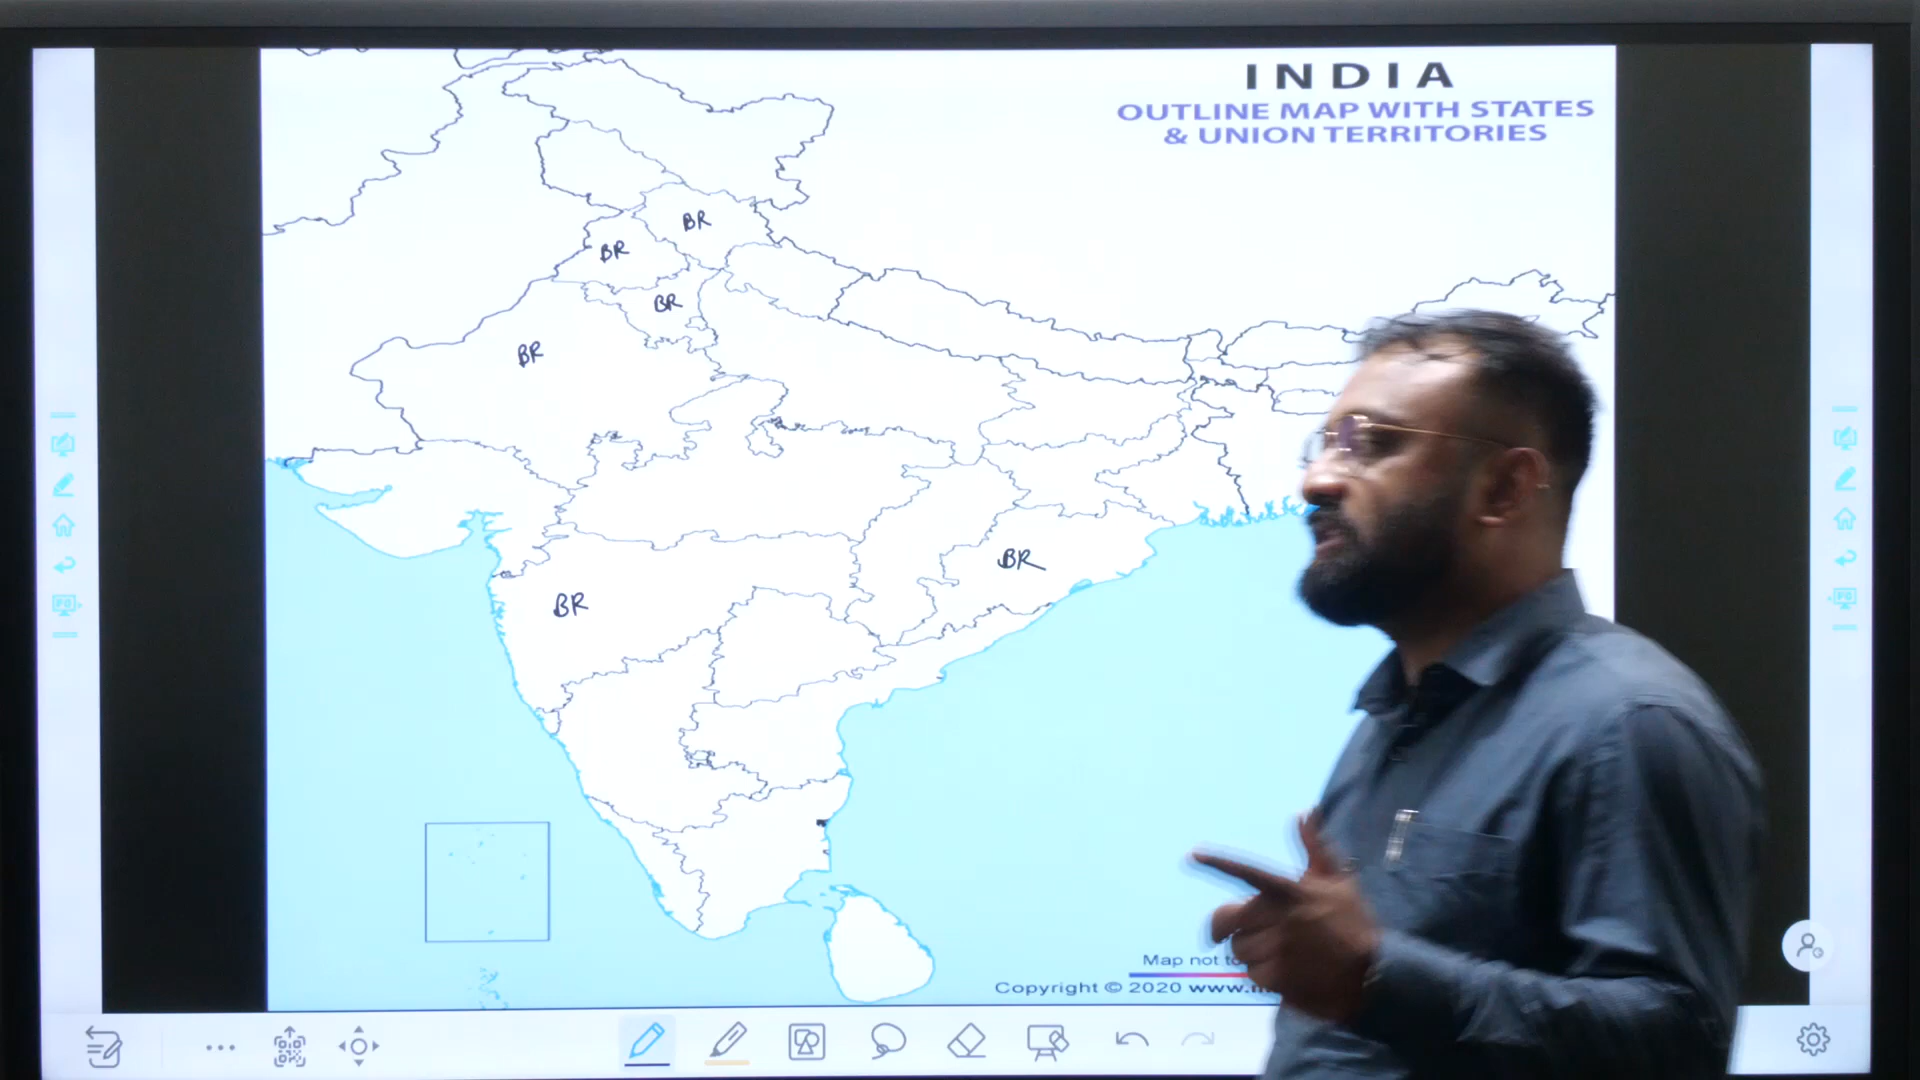 INDIA
OUTLINE MAP WITH STATES
& UNION TERRITORIES
BR
BR
BR
BR
BR
BR
Map not to
Copyright © 2020 www.m